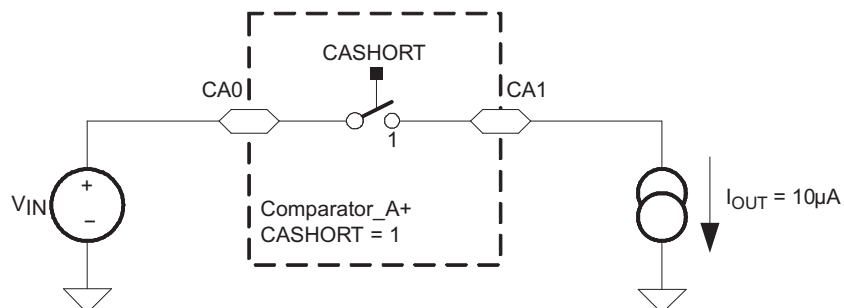 CASHORT
CA0
CA1
1
+
−
VIN
Comparator_A+
CASHORT = 1
IOUT = 10µA